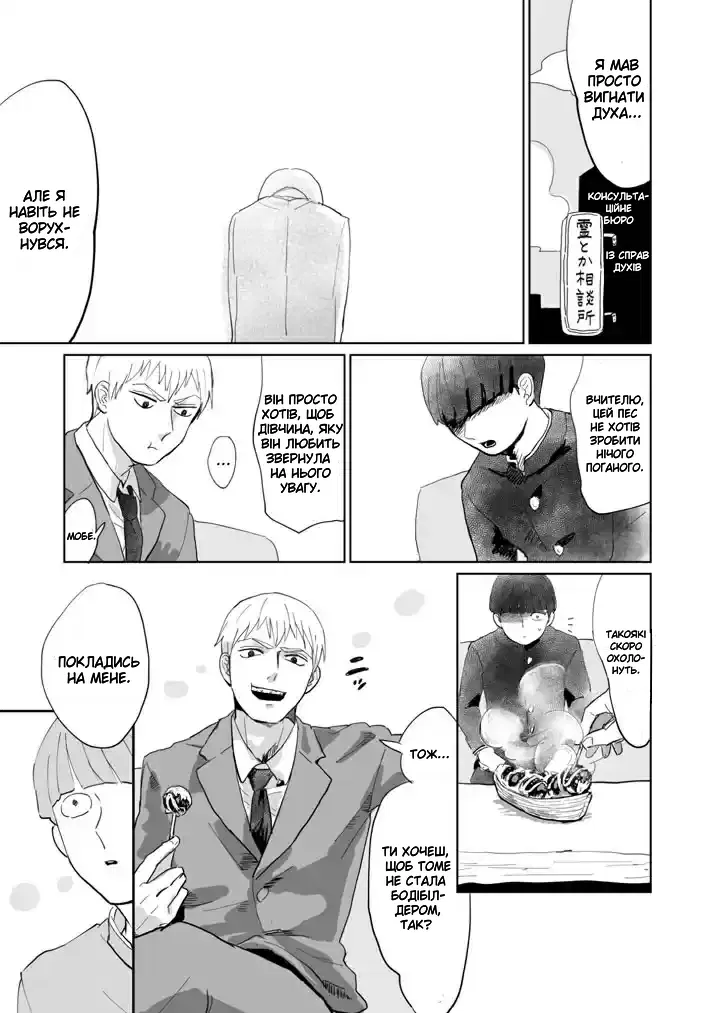 Я МАВ
ПРОСТО
ВИГНАТИ
ДУХА...
КОНСУЛЬТА-
ЦІЙНЕ
БЮРО
ІЗ СПРАВ
ДУХІВ
霊とか相談所
АЛЕ Я
НАВІТЬ НЕ
ВОРУХ-
НУВСЯ.
ВЧИТЕЛЮ,
ЦЕЙ ПЕС
НЕ ХОТІВ
ЗРОБИТИ
НІЧОГО
ПОГАНОГО.
ВІН ПРОСТО
ХОТІВ, ЩОБ
ДІВЧИНА, ЯКУ
ВІН ЛЮБИТЬ
ЗВЕРНУЛА
НА НЬОГО
УВАГУ.
...
МОБЕ.
ТАКОЯКІ
СКОРО
ОХОЛО-
НУТЬ.
ТОЖ...
ТИ ХОЧЕШ,
ЩОБ ТОМЕ
НЕ СТАЛА
БОДІБІЛ-
ДЕРОМ,
ТАК?
ПОКЛАДИСЬ
НА МЕНЕ.